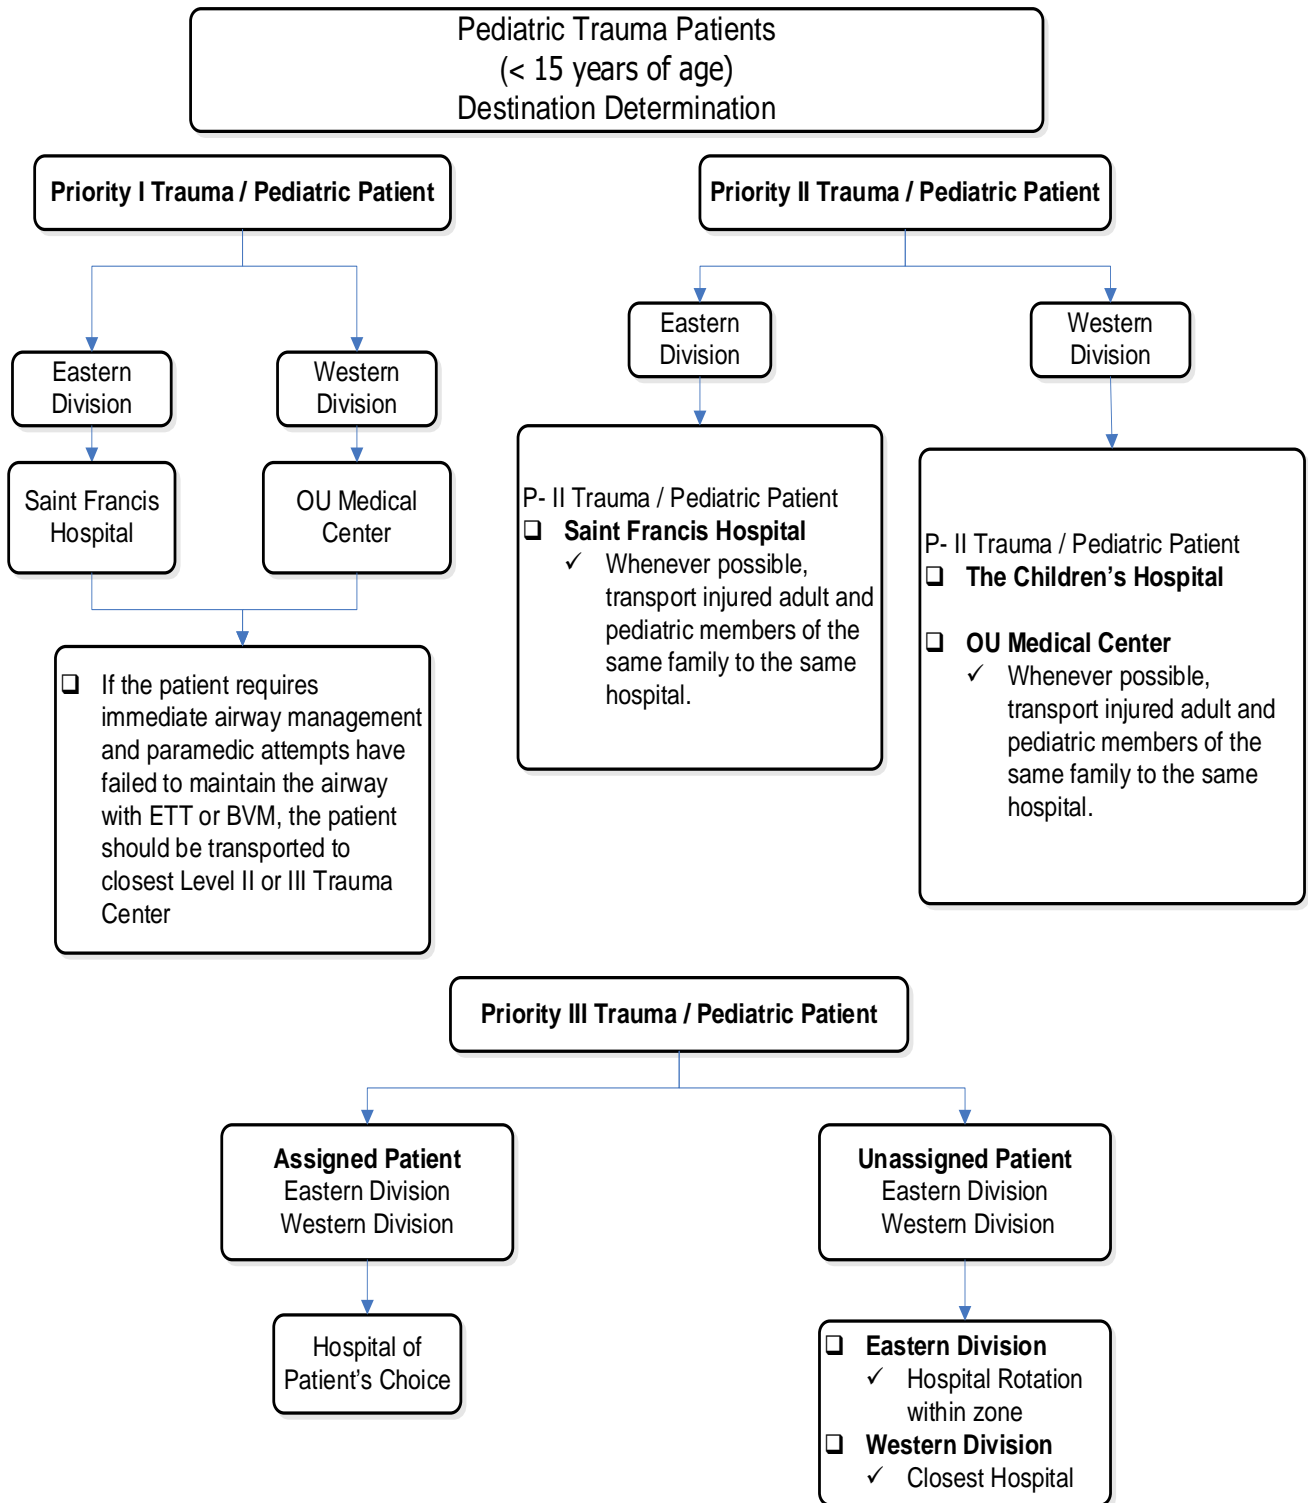 Pediatric Trauma Patients
(< 15 years of age)
Destination Determination
Priority I Trauma / Pediatric Patient
Priority II Trauma / Pediatric Patient
Eastern
Division
Western
Division
Saint Francis
Hospital
OU Medical
Center
❑ If the patient requires
immediate airway management
and paramedic attempts have
failed to maintain the airway
with ETT or BVM, the patient
should be transported to
closest Level II or III Trauma
Center
Eastern
Division
Western
Division
P- II Trauma / Pediatric Patient
❑ Saint Francis Hospital
✓ Whenever possible,
transport injured adult and
pediatric members of the
same family to the same
hospital.
P- II Trauma / Pediatric Patient
❑ The Children's Hospital
❑ OU Medical Center
✓ Whenever possible,
transport injured adult and
pediatric members of the
same family to the same
hospital.
Priority III Trauma / Pediatric Patient
Assigned Patient
Eastern Division
Western Division
Hospital of
Patient's Choice
Unassigned Patient
Eastern Division
Western Division
❑ Eastern Division
✓ Hospital Rotation
within zone
❑ Western Division
✓ Closest Hospital